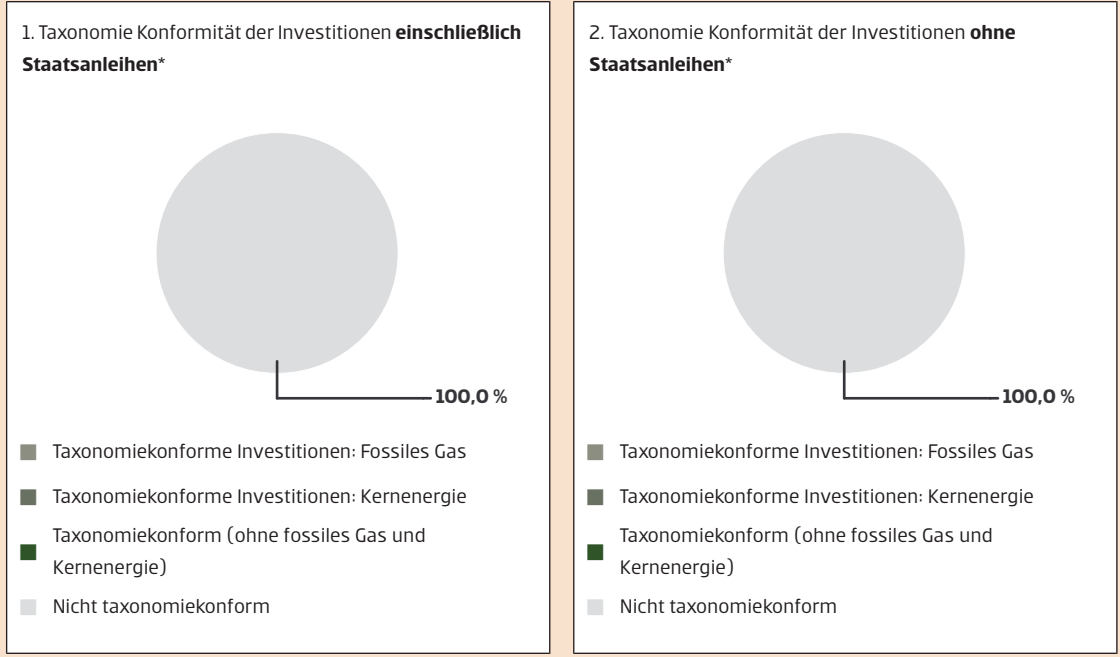 1. Taxonomie Konformität der Investitionen einschließlich
Staatsanleihen*
100,0 %
Taxonomiekonforme Investitionen: Fossiles Gas
Taxonomiekonforme Investitionen: Kernenergie
Taxonomiekonform (ohne fossiles Gas und
Kernenergie)
Nicht taxonomiekonform
2. Taxonomie Konformität der Investitionen ohne
Staatsanleihen*
100,0 %
Taxonomiekonforme Investitionen: Fossiles Gas
Taxonomiekonforme Investitionen: Kernenergie
Taxonomiekonform (ohne fossiles Gas und
Kernenergie)
Nicht taxonomiekonform